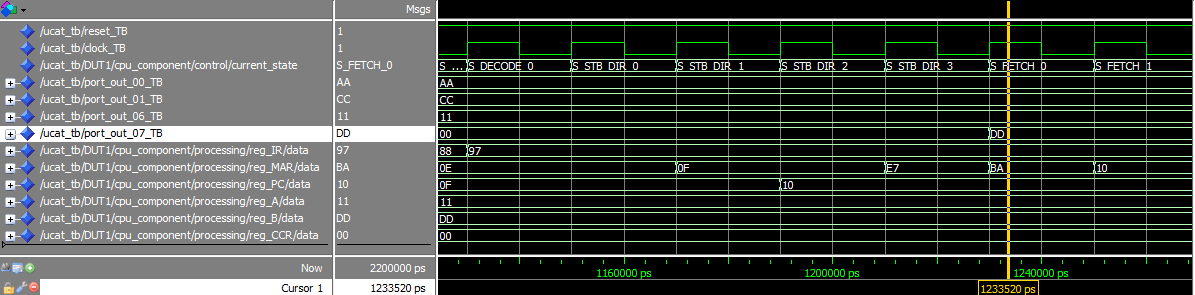 Msgs
/ucat_tb/reset_TB 1
/ucat_tb/clock_TB 1
/ucat_tb/DUT1/cpu_component/control/current_state S_FETCH_0 S_... S_DECODE_0 S_STB_DIR_0 S_STB_DIR_1 S_STB_DIR_2 S_STB_DIR_3 S_FETCH_0 S_FETCH_1
/ucat_tb/port_out_00_TB AA AA
/ucat_tb/port_out_01_TB CC CC
/ucat_tb/port_out_06_TB 11 11
/ucat_tb/port_out_07_TB DD 00 DD
/ucat_tb/DUT1/cpu_component/processing/reg_IR/data 97 88 97
/ucat_tb/DUT1/cpu_component/processing/reg_MAR/data BA 0E 0F E7 BA 10
/ucat_tb/DUT1/cpu_component/processing/reg_PC/data 10 0F 10
/ucat_tb/DUT1/cpu_component/processing/reg_A/data 11 11
/ucat_tb/DUT1/cpu_component/processing/reg_B/data DD DD
/ucat_tb/DUT1/cpu_component/processing/reg_CCR/data 00 00
Now 2200000 ps 1160000 ps 1200000 ps 1240000 ps
Cursor 1 1233520 ps 1233520 ps